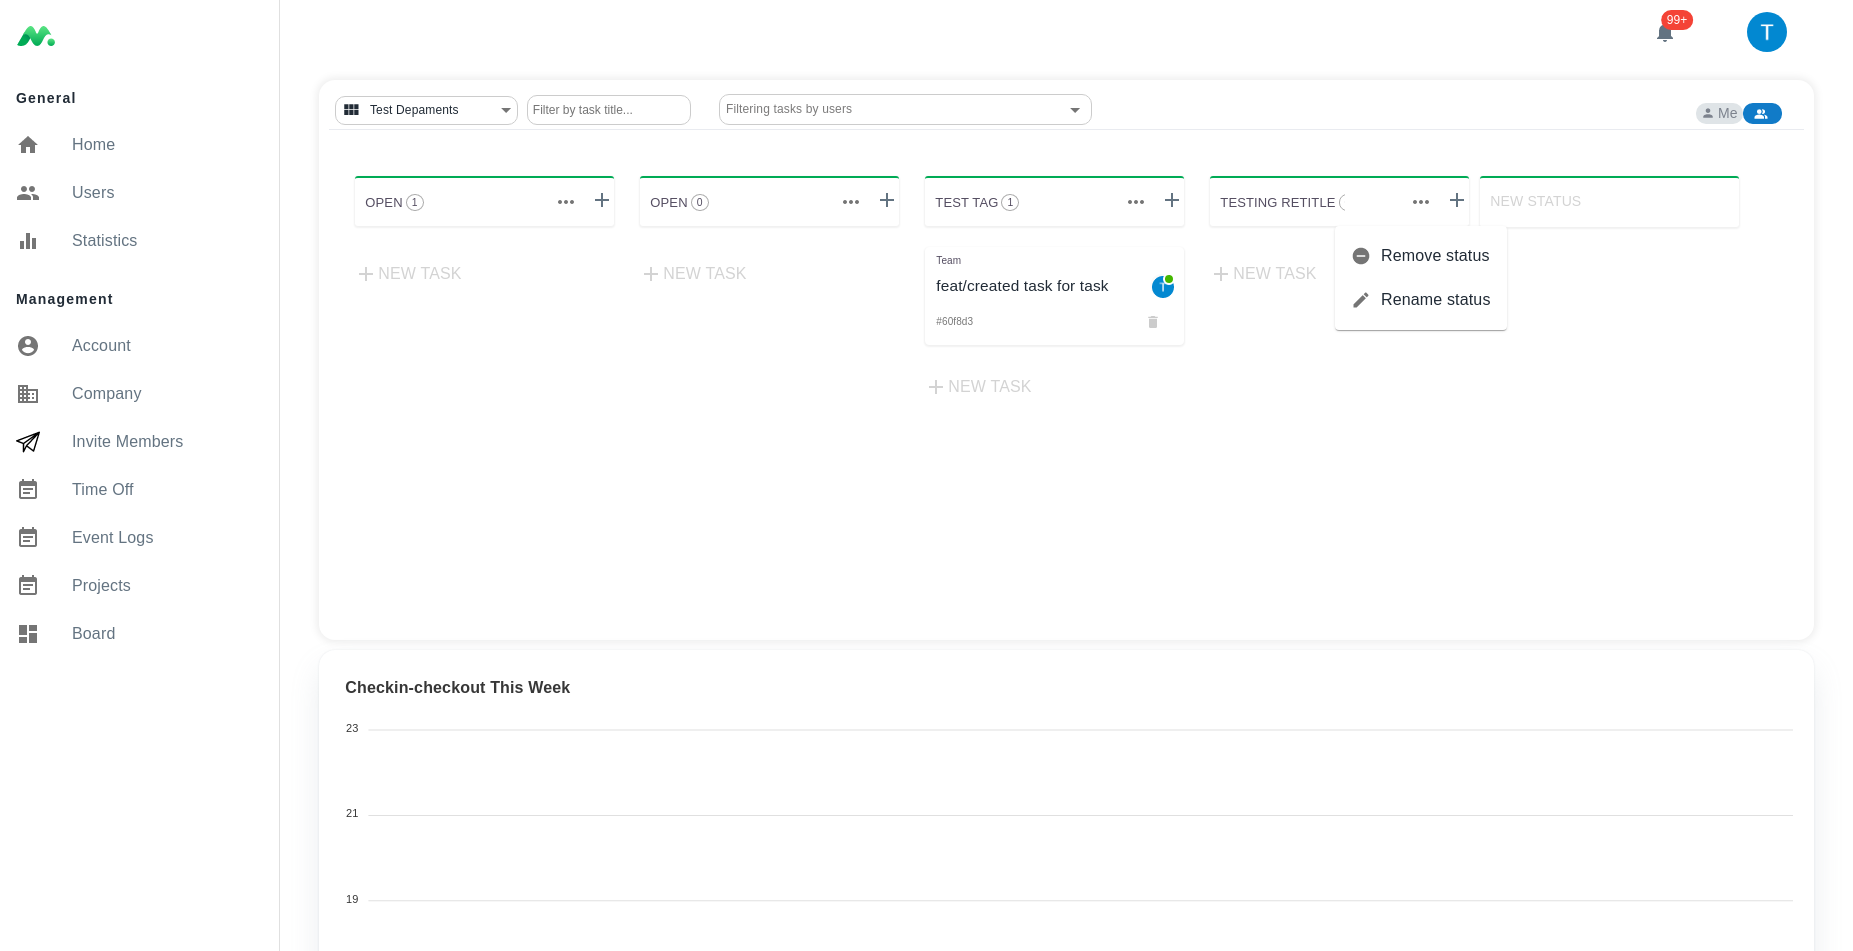 99+
T
General
Home
Users
Statistics
Management
Account
Company
Invite Members
Time Off
Event Logs
Projects
Board
Test Depaments
Filter by task title...
Filtering tasks by users
Me
OPEN 1
OPEN 0
TEST TAG 1
TESTING RETITLE
NEW STATUS
Remove status
Rename status
NEW TASK
NEW TASK
Team
feat/created task for task
T
#60f8d3
NEW TASK
NEW TASK
Checkin-checkout This Week
23
21
19